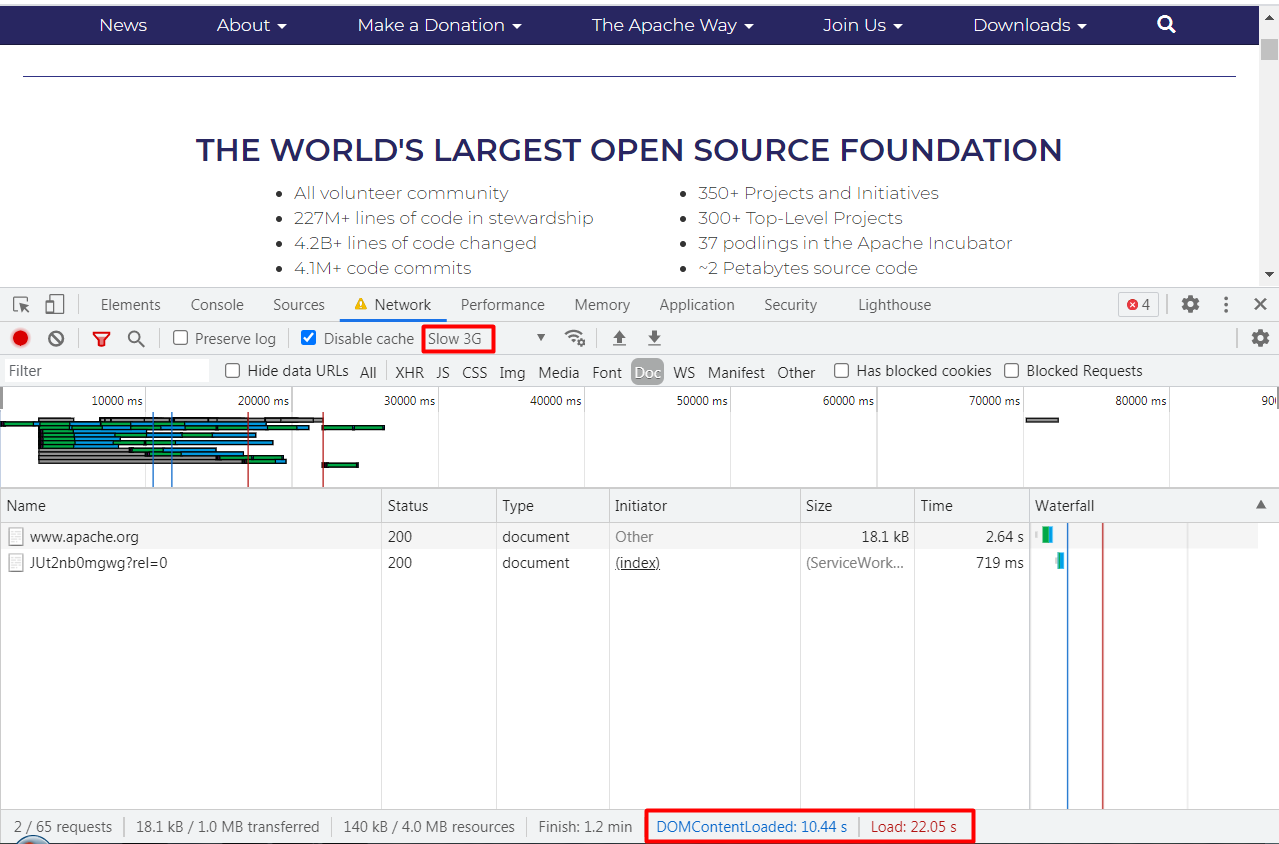 News About Make a Donation The Apache Way Join Us Downloads
THE WORLD'S LARGEST OPEN SOURCE FOUNDATION
All volunteer community
227M+ lines of code in stewardship
4.2B+ lines of code changed
4.1M+ code commits
350+ Projects and Initiatives
300+ Top-Level Projects
37 podlings in the Apache Incubator
~2 Petabytes source code
Elements Console Sources Network Performance Memory Application Security Lighthouse 4
Preserve log Disable cache Slow 3G
Filter Hide data URLs All XHR JS CSS Img Media Font Doc WS Manifest Other Has blocked cookies Blocked Requests
10000 ms 20000 ms 30000 ms 40000 ms 50000 ms 60000 ms 70000 ms 80000 ms 900
Name Status Type Initiator Size Time Waterfall
www.apache.org 200 document Other 18.1 kB 2.64 s
JUt2nb0mgwg?rel=0 200 document (index) (ServiceWork... 719 ms
2 / 65 requests 18.1 kB / 1.0 MB transferred 140 kB / 4.0 MB resources Finish: 1.2 min DOMContentLoaded: 10.44 s Load: 22.05 s